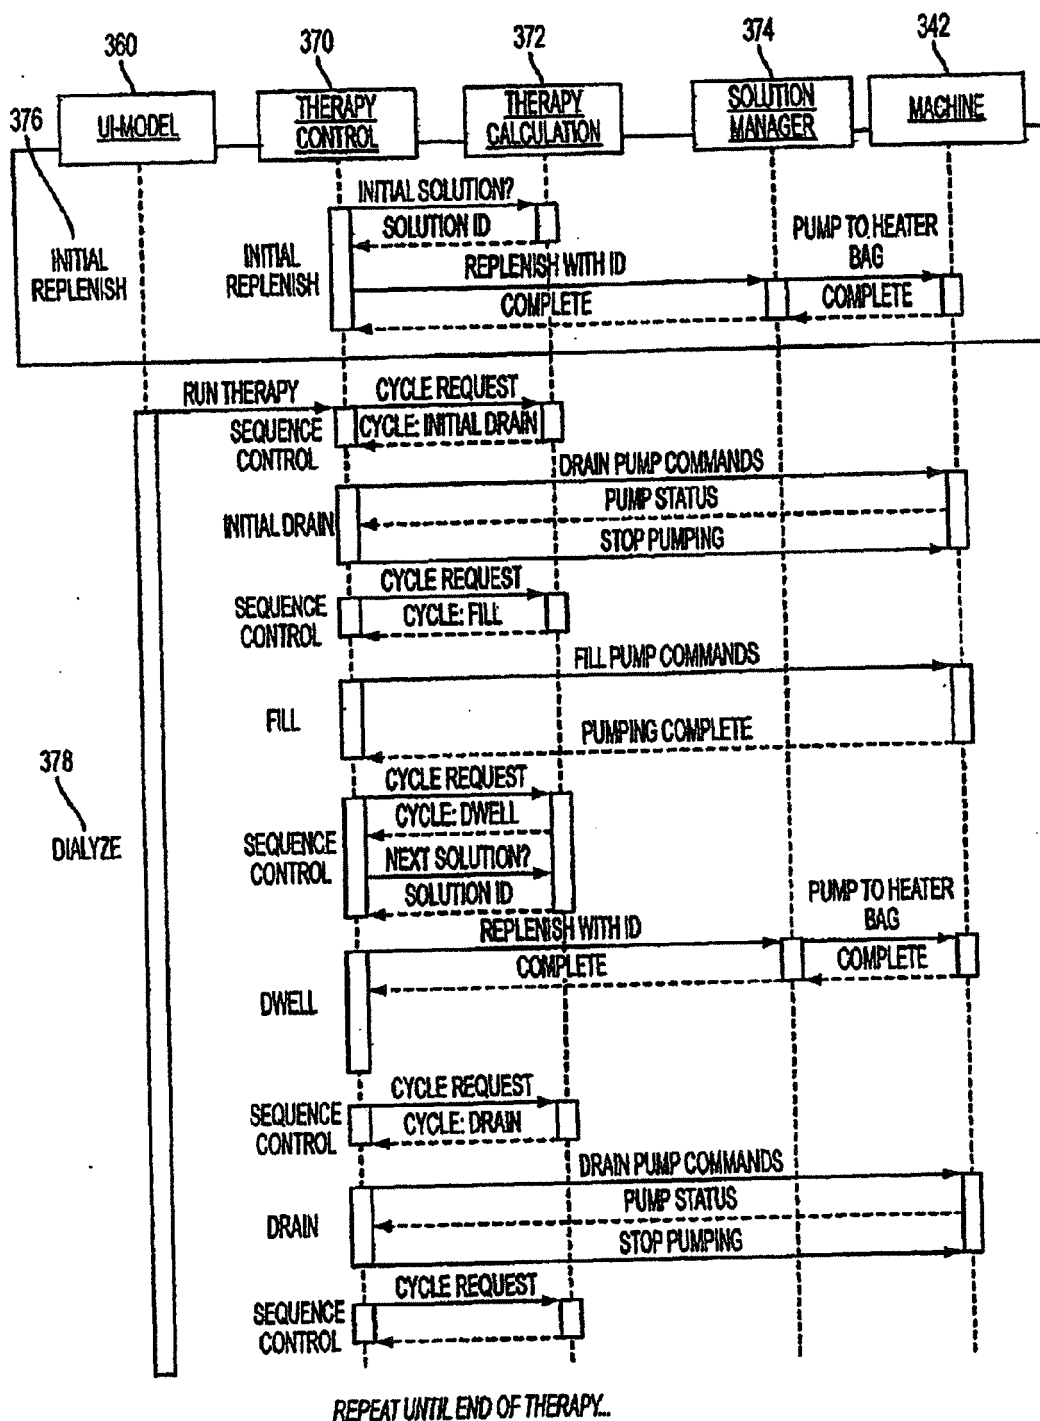 360
370
372
374
342
376
UI-MODEL
THERAPY
CONTROL
THERAPY
CALCULATION
SOLUTION
MANAGER
MACHINE
INITIAL
REPLENISH
INITIAL
REPLENISH
INITIAL SOLUTION?
SOLUTION ID
REPLENISH WITH ID
COMPLETE
PUMP TO HEATER
BAG
COMPLETE
RUN THERAPY
SEQUENCE
CONTROL
CYCLE REQUEST
CYCLE: INITIAL DRAIN
DRAIN PUMP COMMANDS
PUMP STATUS
INITIAL DRAIN
STOP PUMPING
CYCLE REQUEST
SEQUENCE
CONTROL
CYCLE: FILL
FILL PUMP COMMANDS
FILL
PUMPING COMPLETE
378
DIALYZE
CYCLE REQUEST
CYCLE: DWELL
SEQUENCE
CONTROL
NEXT SOLUTION?
SOLUTION ID
REPLENISH WITH ID
COMPLETE
PUMP TO HEATER
BAG
COMPLETE
DWELL
CYCLE REQUEST
SEQUENCE
CONTROL
CYCLE: DRAIN
DRAIN PUMP COMMANDS
PUMP STATUS
DRAIN
STOP PUMPING
CYCLE REQUEST
SEQUENCE
CONTROL
REPEAT UNTIL END OF THERAPY...